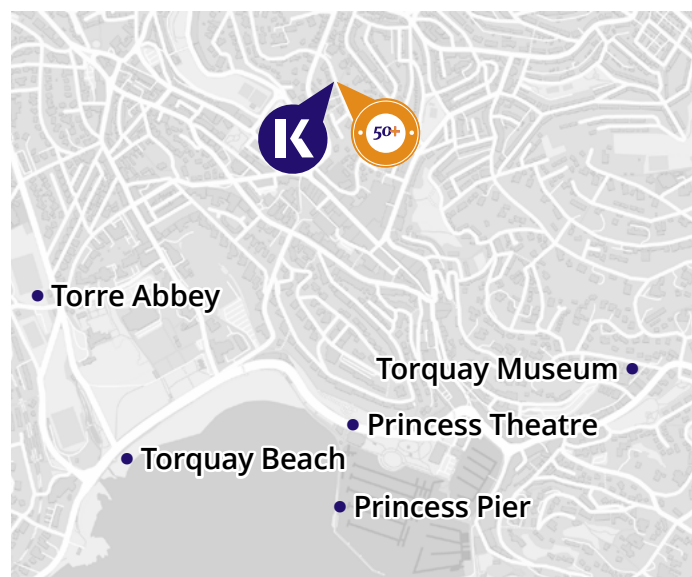 K
50+
Torre Abbey
Torquay Museum
Princess Theatre
Torquay Beach
Princess Pier